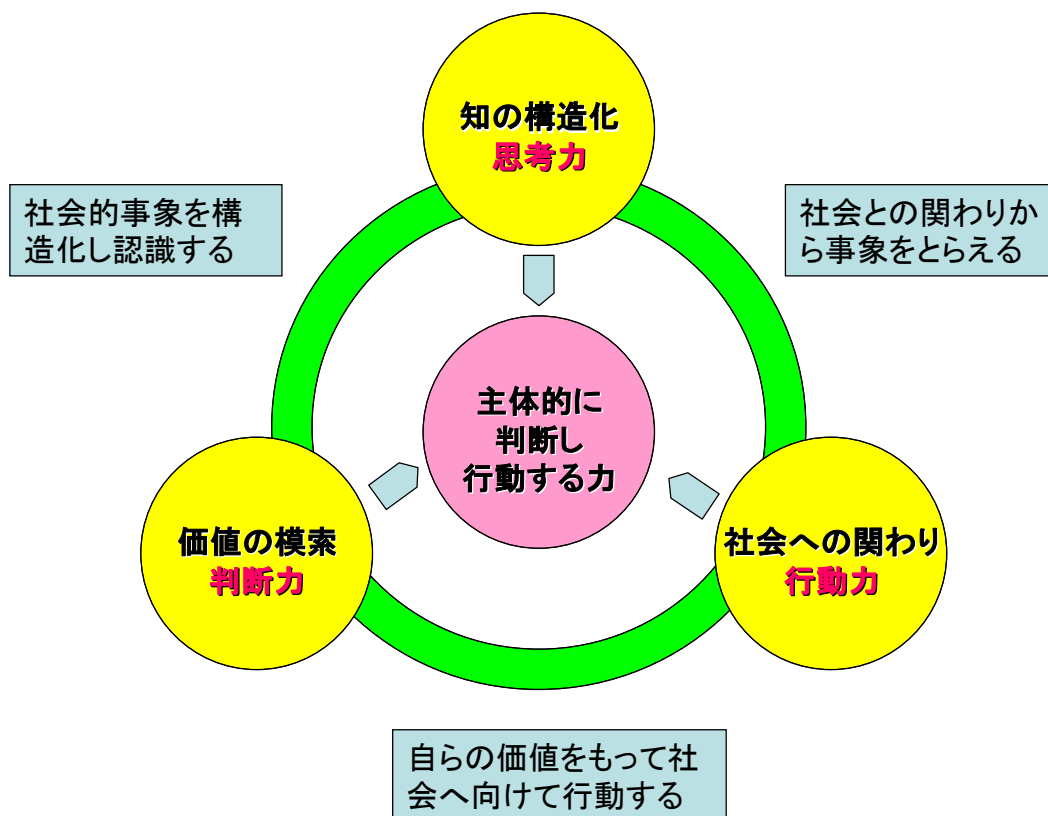 知の構造化
思考力
社会的事象を構
造化し認識する
社会との関わりか
ら事象をとらえる
主体的に
判断し
行動する力
価値の模索
判断力
社会への関わり
行動力
自らの価値をもって社
会へ向けて行動する